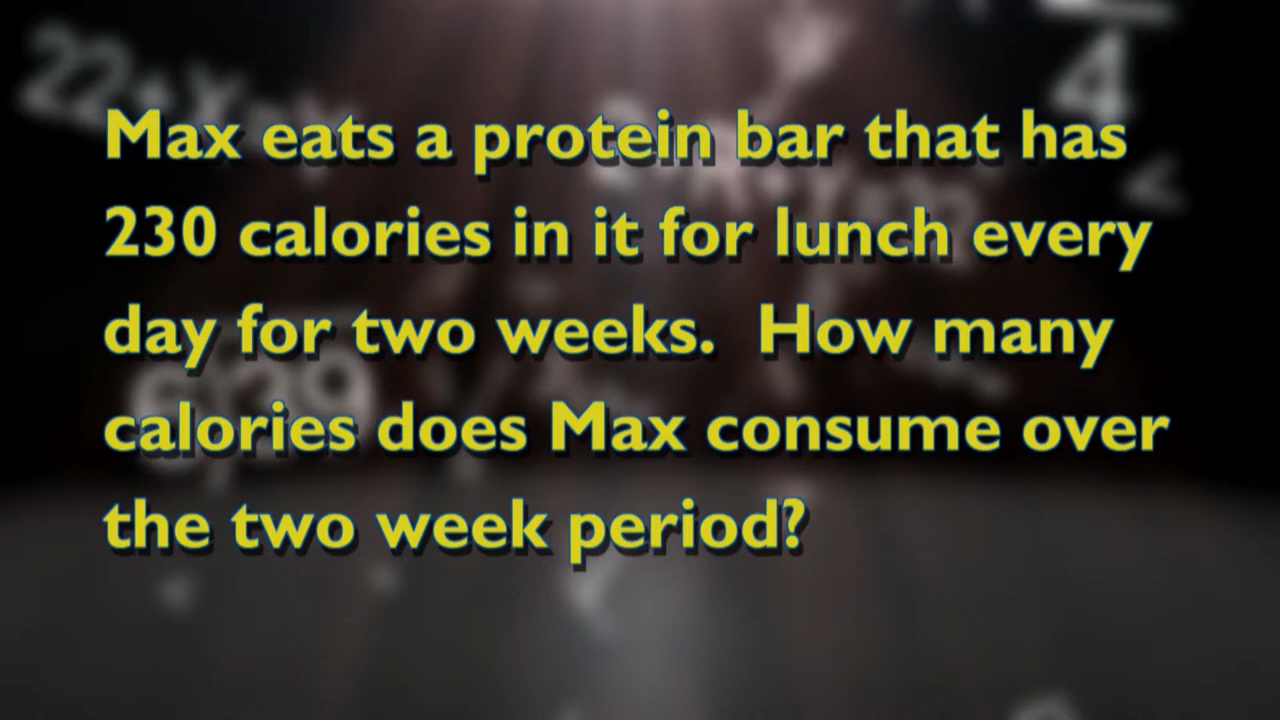 Max eats a protein bar that has
230 calories in it for lunch every
day for two weeks.  How many
calories does Max consume over
the two week period?